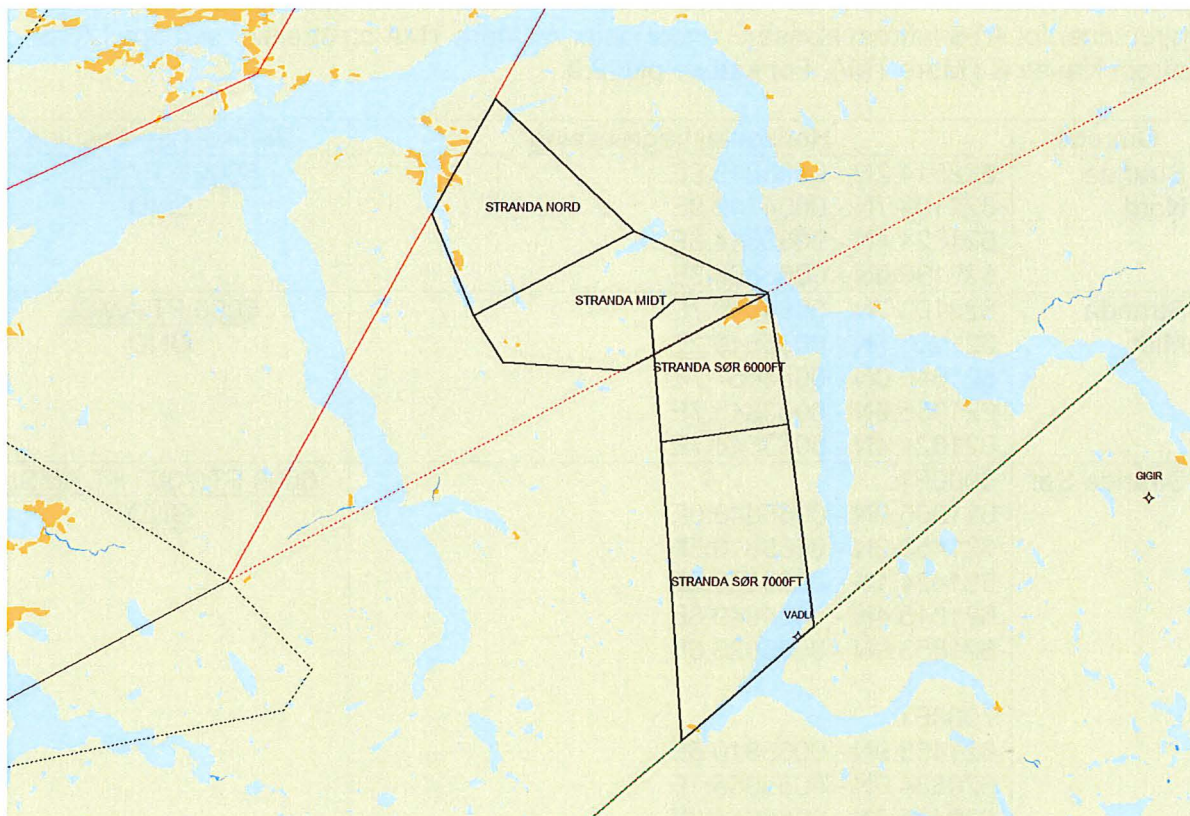 STRANDA NORD
STRANDA MIDT
STRANDA SØR 6000FT
GIGIR
STRANDA SØR 7000FT
VADLI